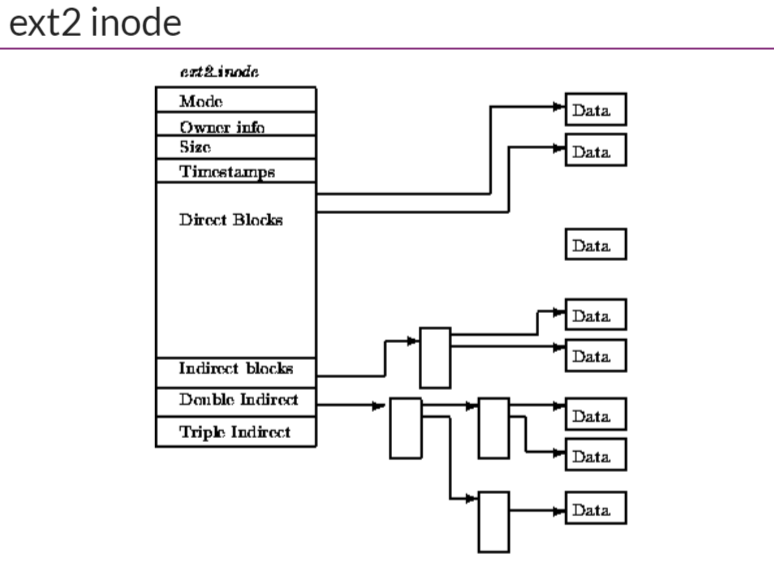 ext2 inode
ext2_inode
Mode
Owner info
Size
Timestamps
Direct Blocks
Indirect blocks
Double Indirect
Triple Indirect
Data
Data
Data
Data
Data
Data
Data
Data